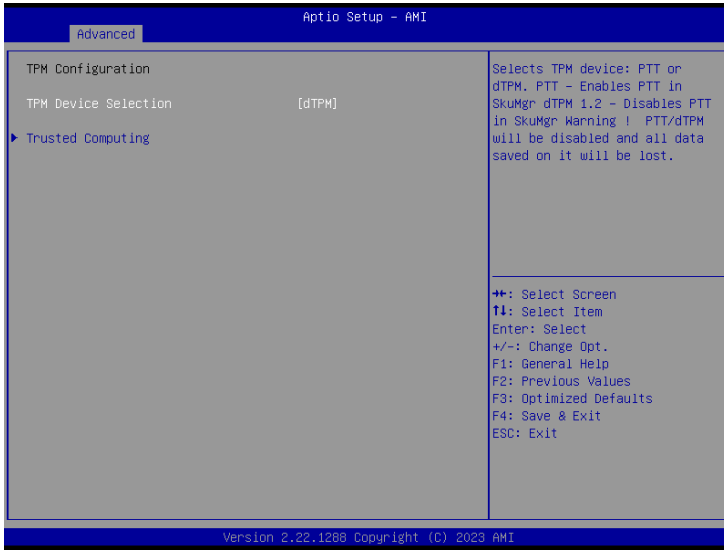 Aptio Setup – AMI
Advanced
TPM Configuration
TPM Device Selection [dTPM]
Trusted Computing
Selects TPM device: PTT or
dTPM. PTT – Enables PTT in
SkuMgr dTPM 1.2 – Disables PTT
in SkuMgr Warning ! PTT/dTPM
will be disabled and all data
saved on it will be lost.
→←: Select Screen
↑↓: Select Item
Enter: Select
+/–: Change Opt.
F1: General Help
F2: Previous Values
F3: Optimized Defaults
F4: Save & Exit
ESC: Exit
Version 2.22.1288 Copyright (C) 2023 AMI